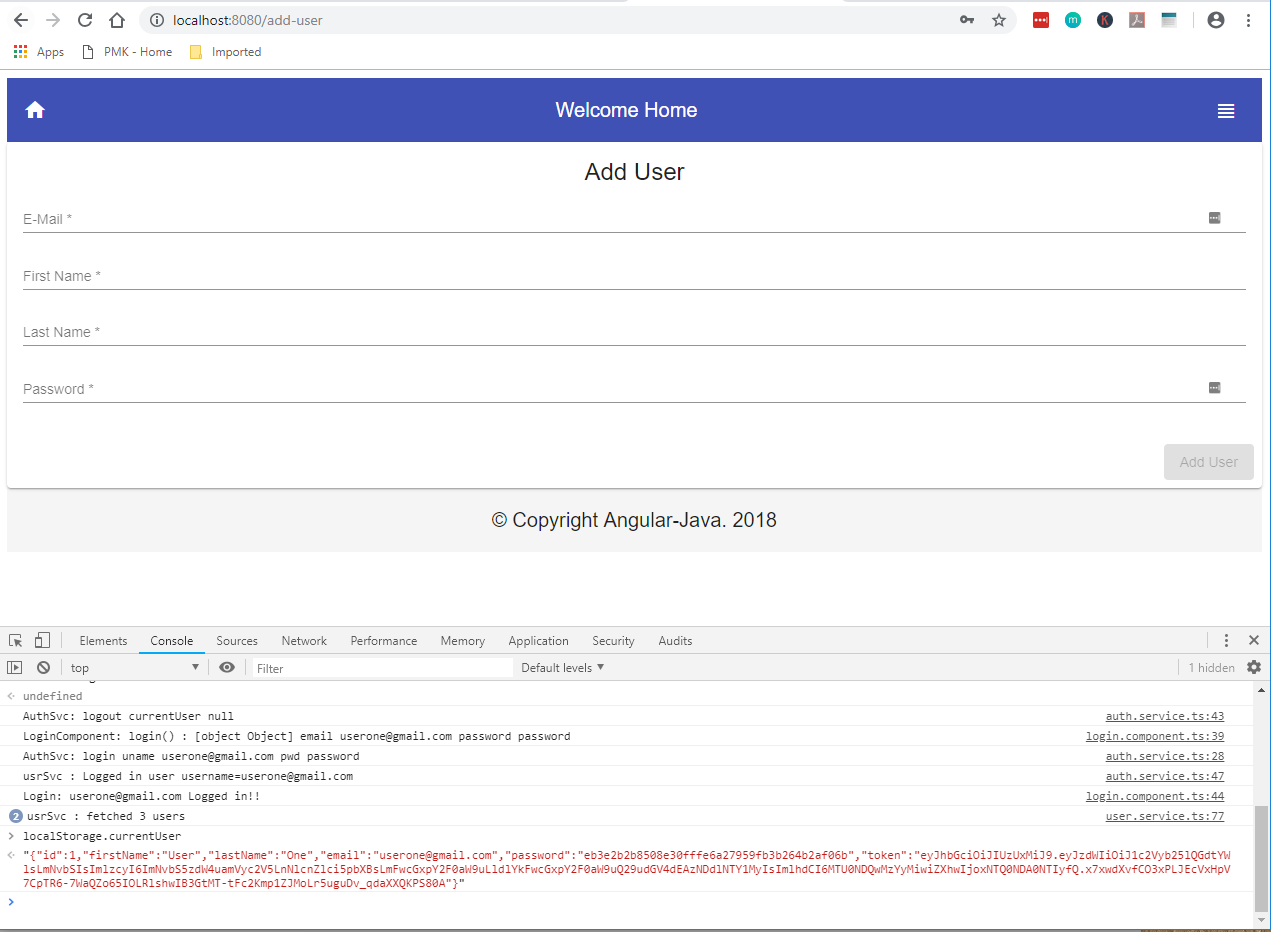 localhost:8080/add-user
Apps PMK - Home Imported
Welcome Home
Add User
E-Mail *
First Name *
Last Name *
Password *
Add User
© Copyright Angular-Java. 2018
Elements Console Sources Network Performance Memory Application Security Audits
top Filter Default levels 1 hidden
undefined
AuthSvc: logout currentUser null auth.service.ts:43
LoginComponent: login() : [object Object] email userone@gmail.com password password login.component.ts:39
AuthSvc: login uname userone@gmail.com pwd password auth.service.ts:28
usrSvc : Logged in user username=userone@gmail.com auth.service.ts:47
Login: userone@gmail.com Logged in!! login.component.ts:44
2 usrSvc : fetched 3 users user.service.ts:77
localStorage.currentUser
"{"id":1,"firstName":"User","lastName":"One","email":"userone@gmail.com","password":"eb3e2b2b8508e30fffe6a27959fb3b264b2af06b","token":"eyJhbGciOiJIUzUxMiJ9.eyJzdWIiOiJ1c2Vyb25lQGdtYW
lsLmNvbSIsImlzcyI6ImNvbS5zdW4uamVyc2V5LnNlcnZlci5pbXBsLmFwcGxpY2F0aW9uLldlYkFwcGxpY2F0aW9uQ29udGV4dEAzNDdlNTY1MyIsImlhdCI6MTU0NDQwMzYyMiwiZXhwIjoxNTQ0NDA0NTIyfQ.x7xwdXvfCO3xPLJEcVxHpV
7CpTR6-7WaQZo65IOLRlshwIB3GtMT-tFc2Kmp1ZJMoLr5uguDv_qdaXXQKPS80A"}"